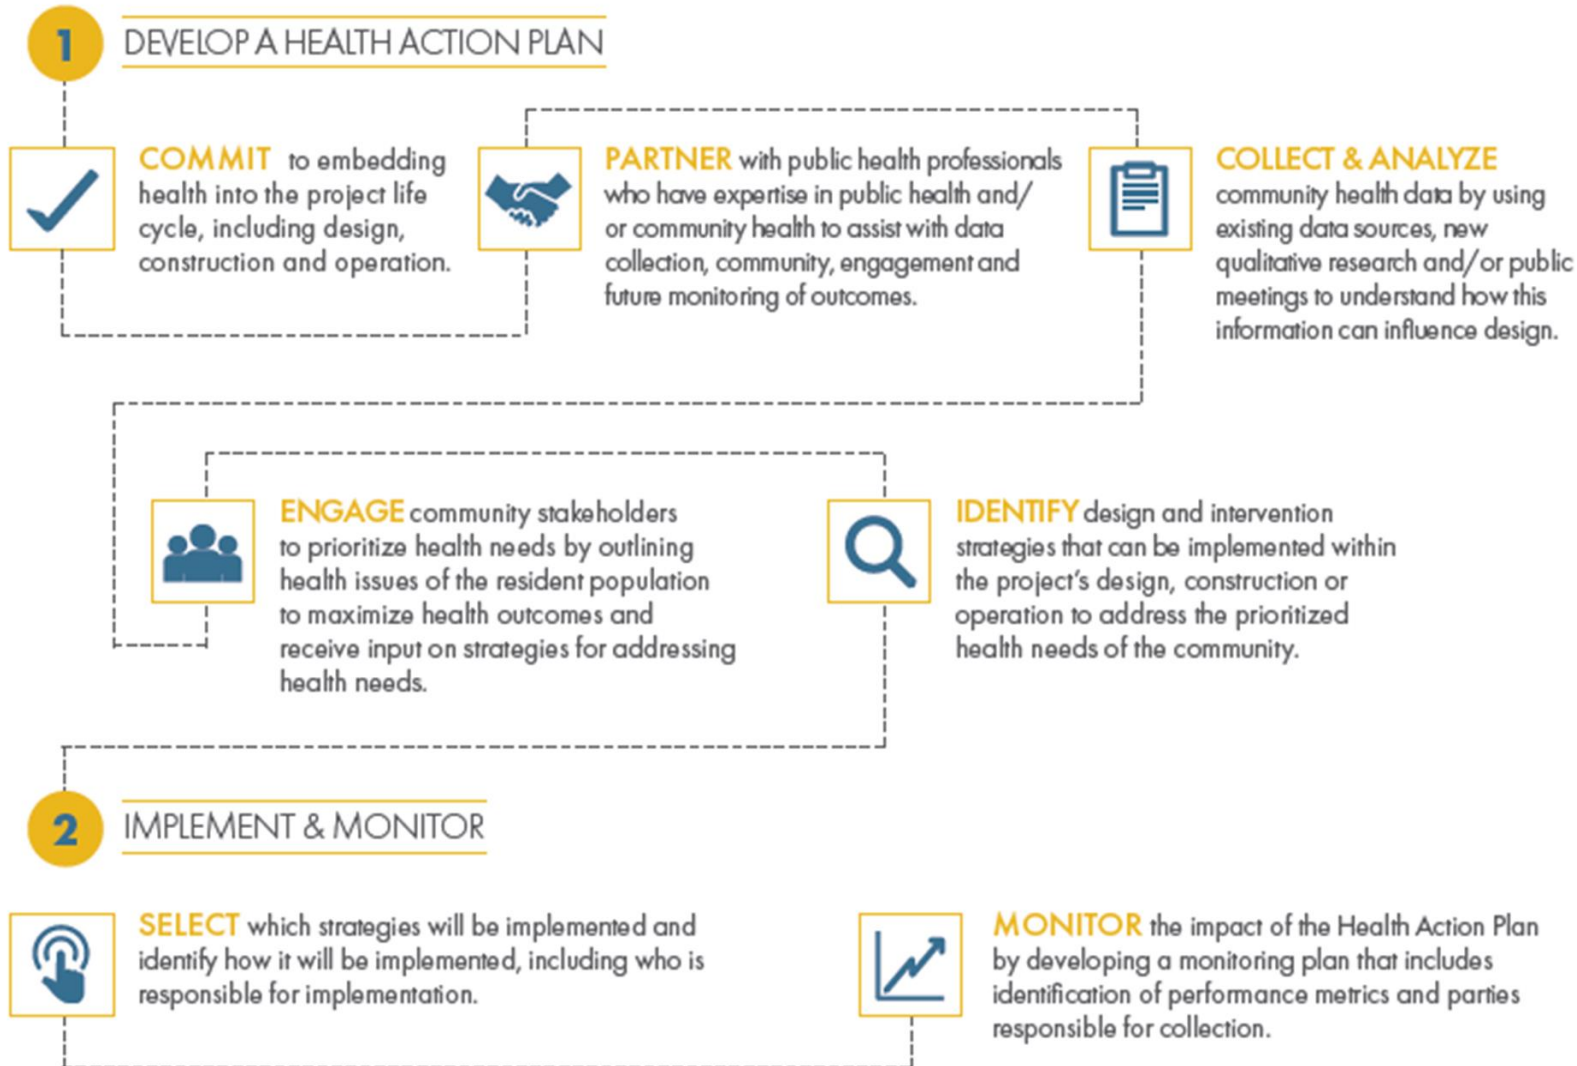 1
DEVELOP A HEALTH ACTION PLAN
COMMIT to embedding
health into the project life
cycle, including design,
construction and operation.
PARTNER with public health professionals
who have expertise in public health and/
or community health to assist with data
collection, community, engagement and
future monitoring of outcomes.
COLLECT & ANALYZE
community health data by using
existing data sources, new
qualitative research and/or public
meetings to understand how this
information can influence design.
ENGAGE community stakeholders
to prioritize health needs by outlining
health issues of the resident population
to maximize health outcomes and
receive input on strategies for addressing
health needs.
IDENTIFY design and intervention
strategies that can be implemented within
the project's design, construction or
operation to address the prioritized
health needs of the community.
2
IMPLEMENT & MONITOR
SELECT which strategies will be implemented and
identify how it will be implemented, including who is
responsible for implementation.
MONITOR the impact of the Health Action Plan
by developing a monitoring plan that includes
identification of performance metrics and parties
responsible for collection.